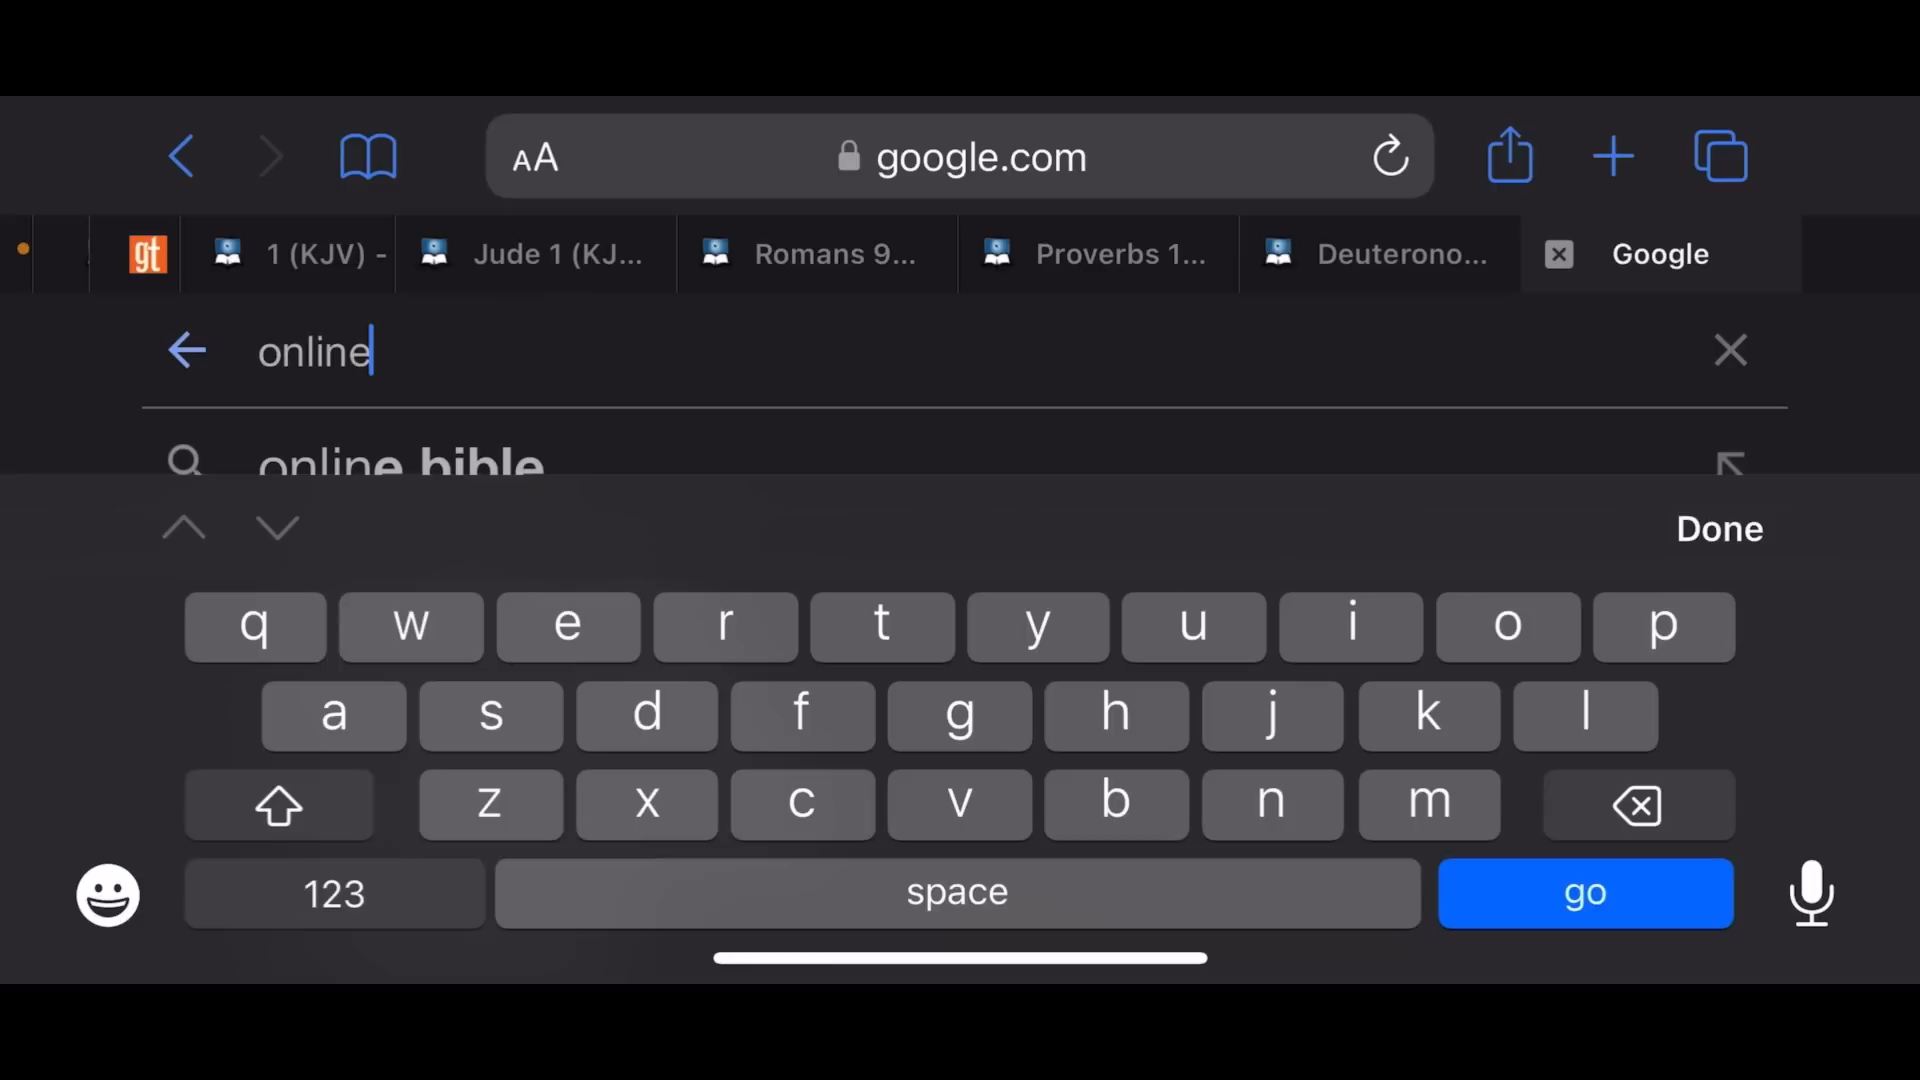 AA google.com
gt 1 (KJV) - Jude 1 (KJ... Romans 9... Proverbs 1... Deuterono... Google
online
online bible
Done
q w e r t y u i o p
a s d f g h j k l
z x c v b n m
123 space go